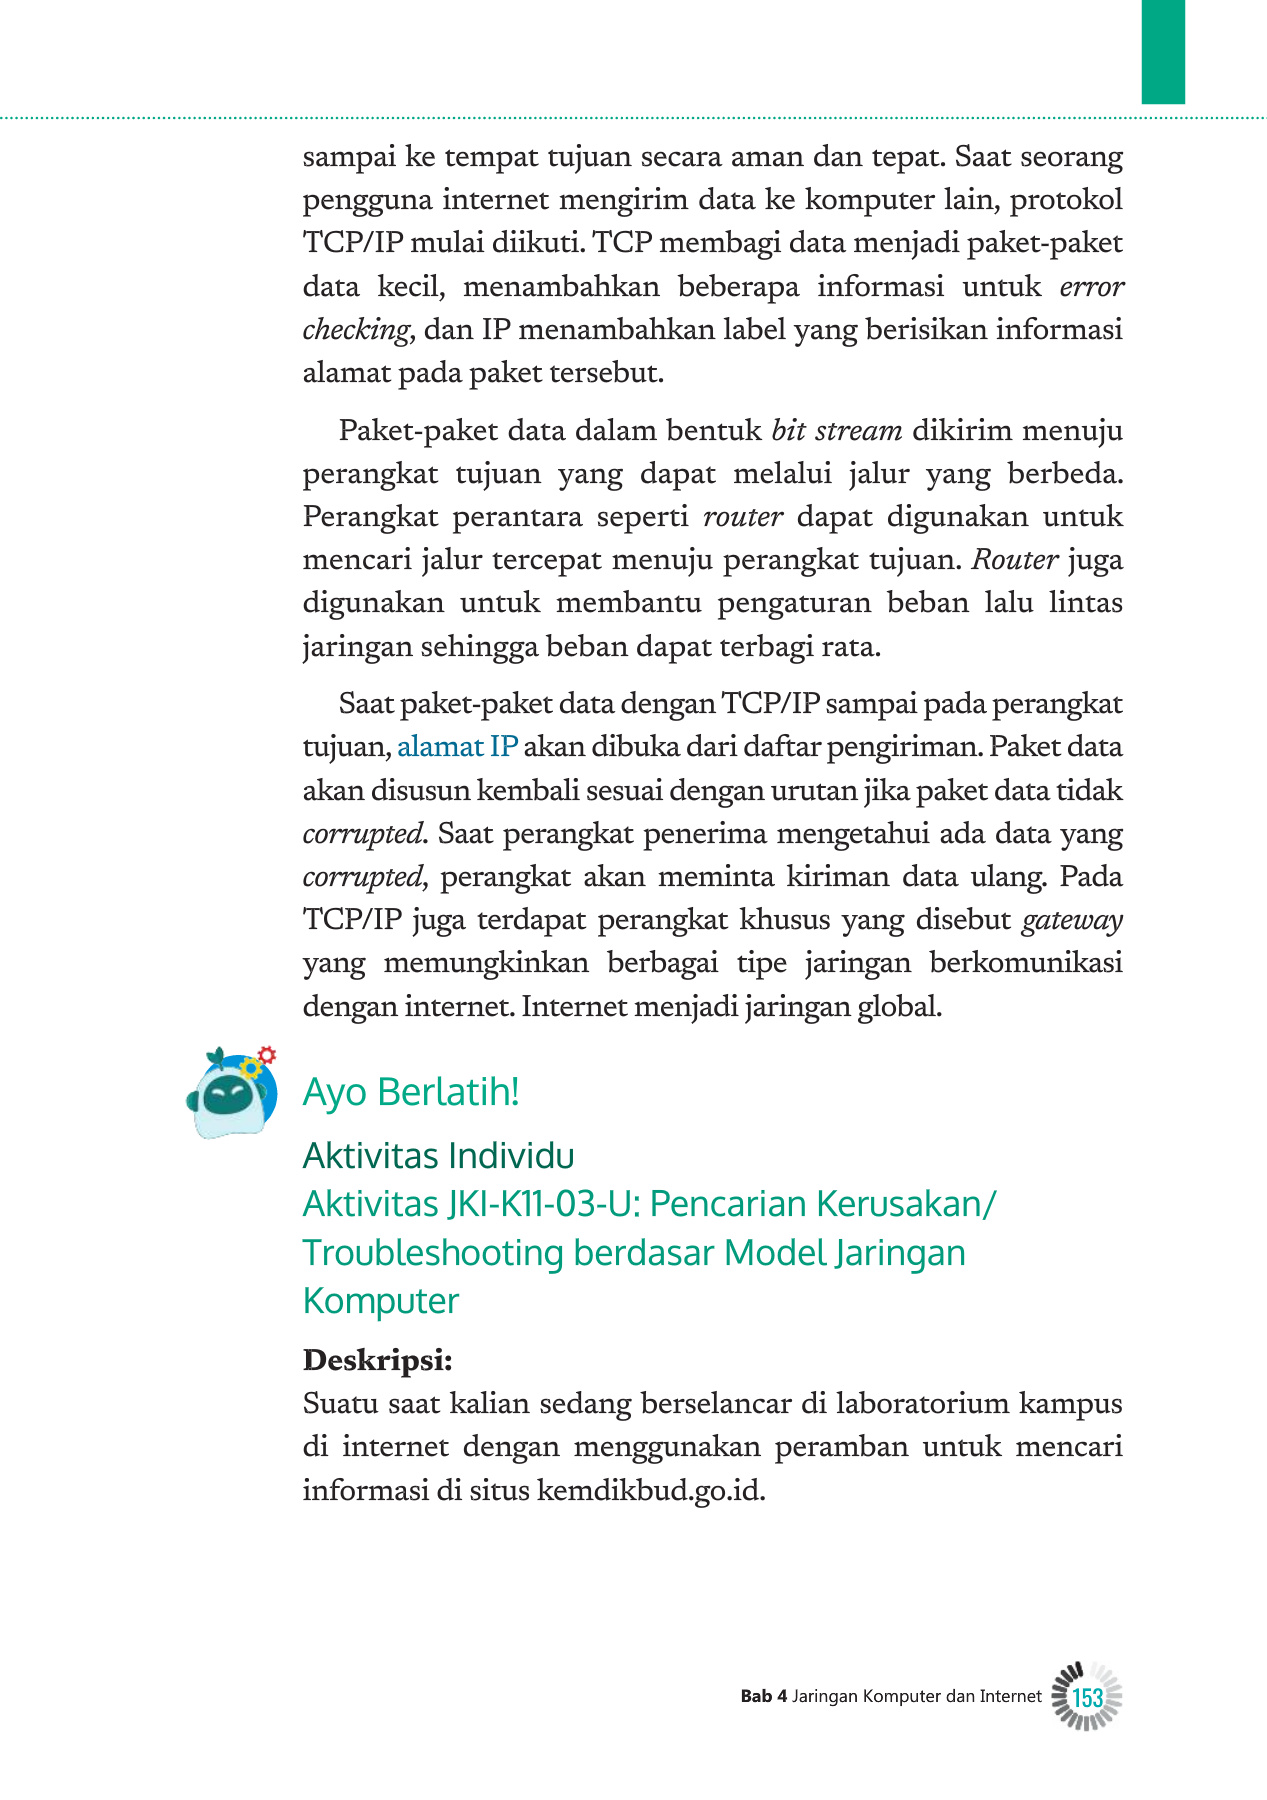 sampai ke tempat tujuan secara aman dan tepat. Saat seorang
pengguna internet mengirim data ke komputer lain, protokol
TCP/IP mulai diikuti. TCP membagi data menjadi paket-paket
data kecil, menambahkan beberapa informasi untuk error
checking, dan IP menambahkan label yang berisikan informasi
alamat pada paket tersebut.
Paket-paket data dalam bentuk bit stream dikirim menuju
perangkat tujuan yang dapat melalui jalur yang berbeda.
Perangkat perantara seperti router dapat digunakan untuk
mencari jalur tercepat menuju perangkat tujuan. Router juga
digunakan untuk membantu pengaturan beban lalu lintas
jaringan sehingga beban dapat terbagi rata.
Saat paket-paket data dengan TCP/IP sampai pada perangkat
tujuan, alamat IP akan dibuka dari daftar pengiriman. Paket data
akan disusun kembali sesuai dengan urutan jika paket data tidak
corrupted. Saat perangkat penerima mengetahui ada data yang
corrupted, perangkat akan meminta kiriman data ulang. Pada
TCP/IP juga terdapat perangkat khusus yang disebut gateway
yang memungkinkan berbagai tipe jaringan berkomunikasi
dengan internet. Internet menjadi jaringan global.
Ayo Berlatih!
Aktivitas Individu
Aktivitas JKI-K11-03-U: Pencarian Kerusakan/
Troubleshooting berdasar Model Jaringan
Komputer
Deskripsi:
Suatu saat kalian sedang berselancar di laboratorium kampus
di internet dengan menggunakan peramban untuk mencari
informasi di situs kemdikbud.go.id.
Bab 4 Jaringan Komputer dan Internet 153